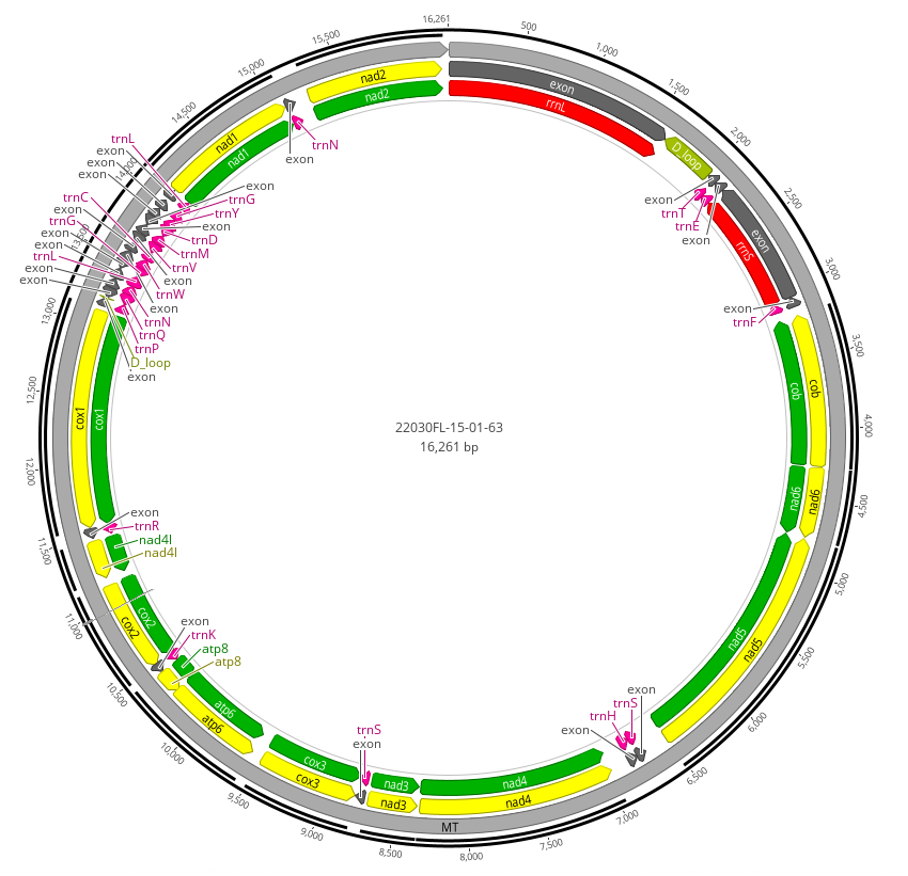 16,261
500
1,000
1,500
2,000
2,500
3,000
3,500
4,000
4,500
5,000
5,500
6,000
6,500
7,000
7,500
8,000
8,500
9,000
9,500
10,000
10,500
11,000
11,500
12,000
12,500
13,000
13,500
14,000
14,500
15,000
15,500
nad2
nad2
exon
rrnL
D_loop
exon
trnT
trnE
exon
exon
rrnS
exon
trnF
cob
cob
nad6
nad6
nad5
nad5
exon
trnS
trnH
exon
nad4
nad4
MT
nad3
nad3
trnS
exon
cox3
cox3
atp6
atp6
exon
trnK
atp8
atp8
cox2
cox2
exon
trnR
nad4l
nad4l
cox1
cox1
trnL
exon
exon
exon
trnC
exon
trnG
exon
exon
trnL
exon
exon
exon
trnG
trnY
exon
trnD
trnM
trnV
exon
trnW
exon
trnN
trnQ
trnP
D_loop
exon
nad1
nad1
trnN
exon
22030FL-15-01-63
16,261 bp